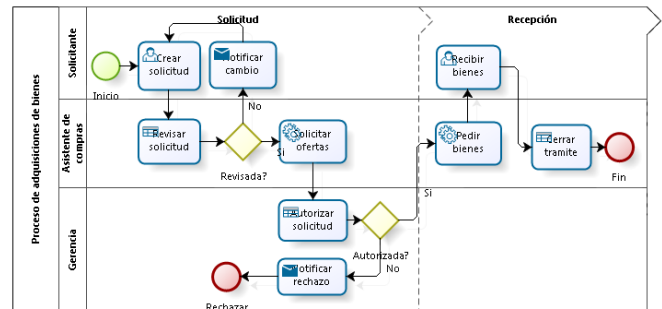 Proceso de adquisiciones de bienes
Solicitud
Recepción
Solicitante
Inicio
Crear
solicitud
Notificar
cambio
Recibir
bienes
Asistente de
compras
Revisar
solicitud
No
Revisada?
Si
Solicitar
ofertas
Pedir
bienes
Cerrar
tramite
Fin
Gerencia
Autorizar
solicitud
Autorizada?
Si
No
Notificar
rechazo
Rechazar